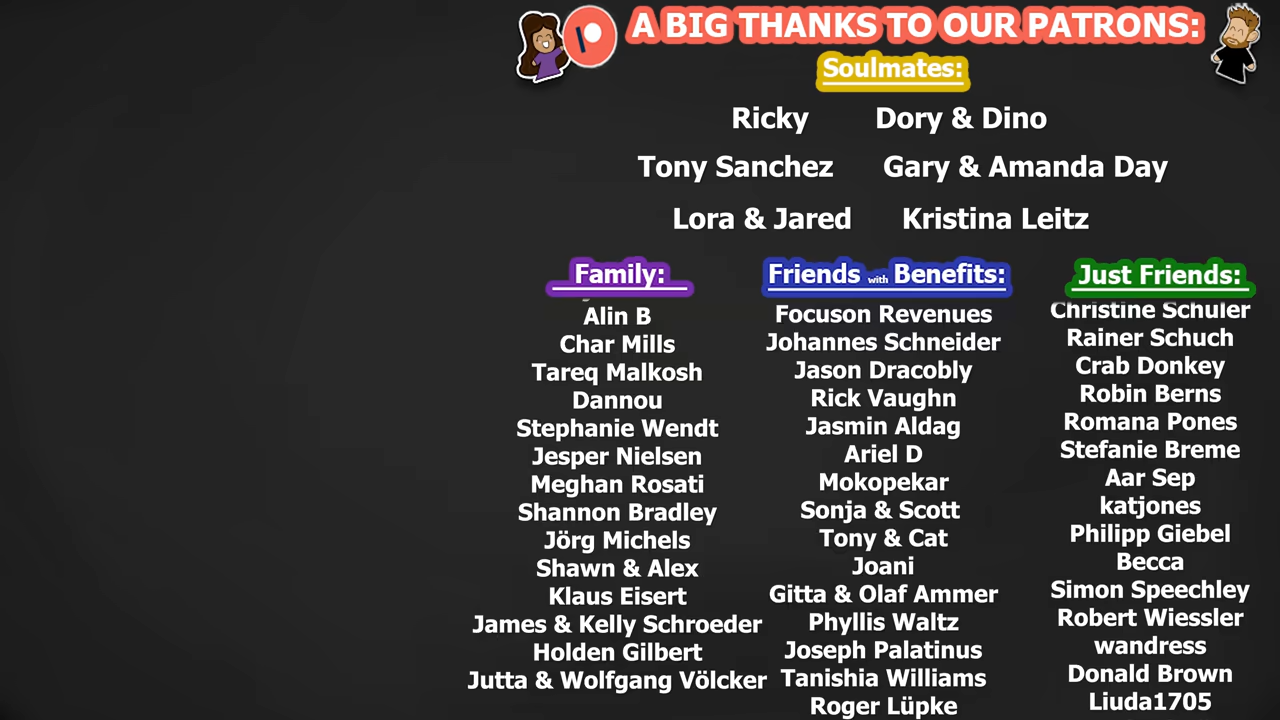 A BIG THANKS TO OUR PATRONS:
Soulmates:
Ricky Dory & Dino
Tony Sanchez Gary & Amanda Day
Lora & Jared Kristina Leitz
Family:
Alin B
Char Mills
Tareq Malkosh
Dannou
Stephanie Wendt
Jesper Nielsen
Meghan Rosati
Shannon Bradley
Jörg Michels
Shawn & Alex
Klaus Eisert
James & Kelly Schroeder
Holden Gilbert
Jutta & Wolfgang Völcker
Friends with Benefits:
Focuson Revenues
Johannes Schneider
Jason Dracobly
Rick Vaughn
Jasmin Aldag
Ariel D
Mokopekar
Sonja & Scott
Tony & Cat
Joani
Gitta & Olaf Ammer
Phyllis Waltz
Joseph Palatinus
Tanishia Williams
Roger Lüpke
Just Friends:
Christine Schuler
Rainer Schuch
Crab Donkey
Robin Berns
Romana Pones
Stefanie Breme
Aar Sep
katjones
Philipp Giebel
Becca
Simon Speechley
Robert Wiessler
wandress
Donald Brown
Liuda1705